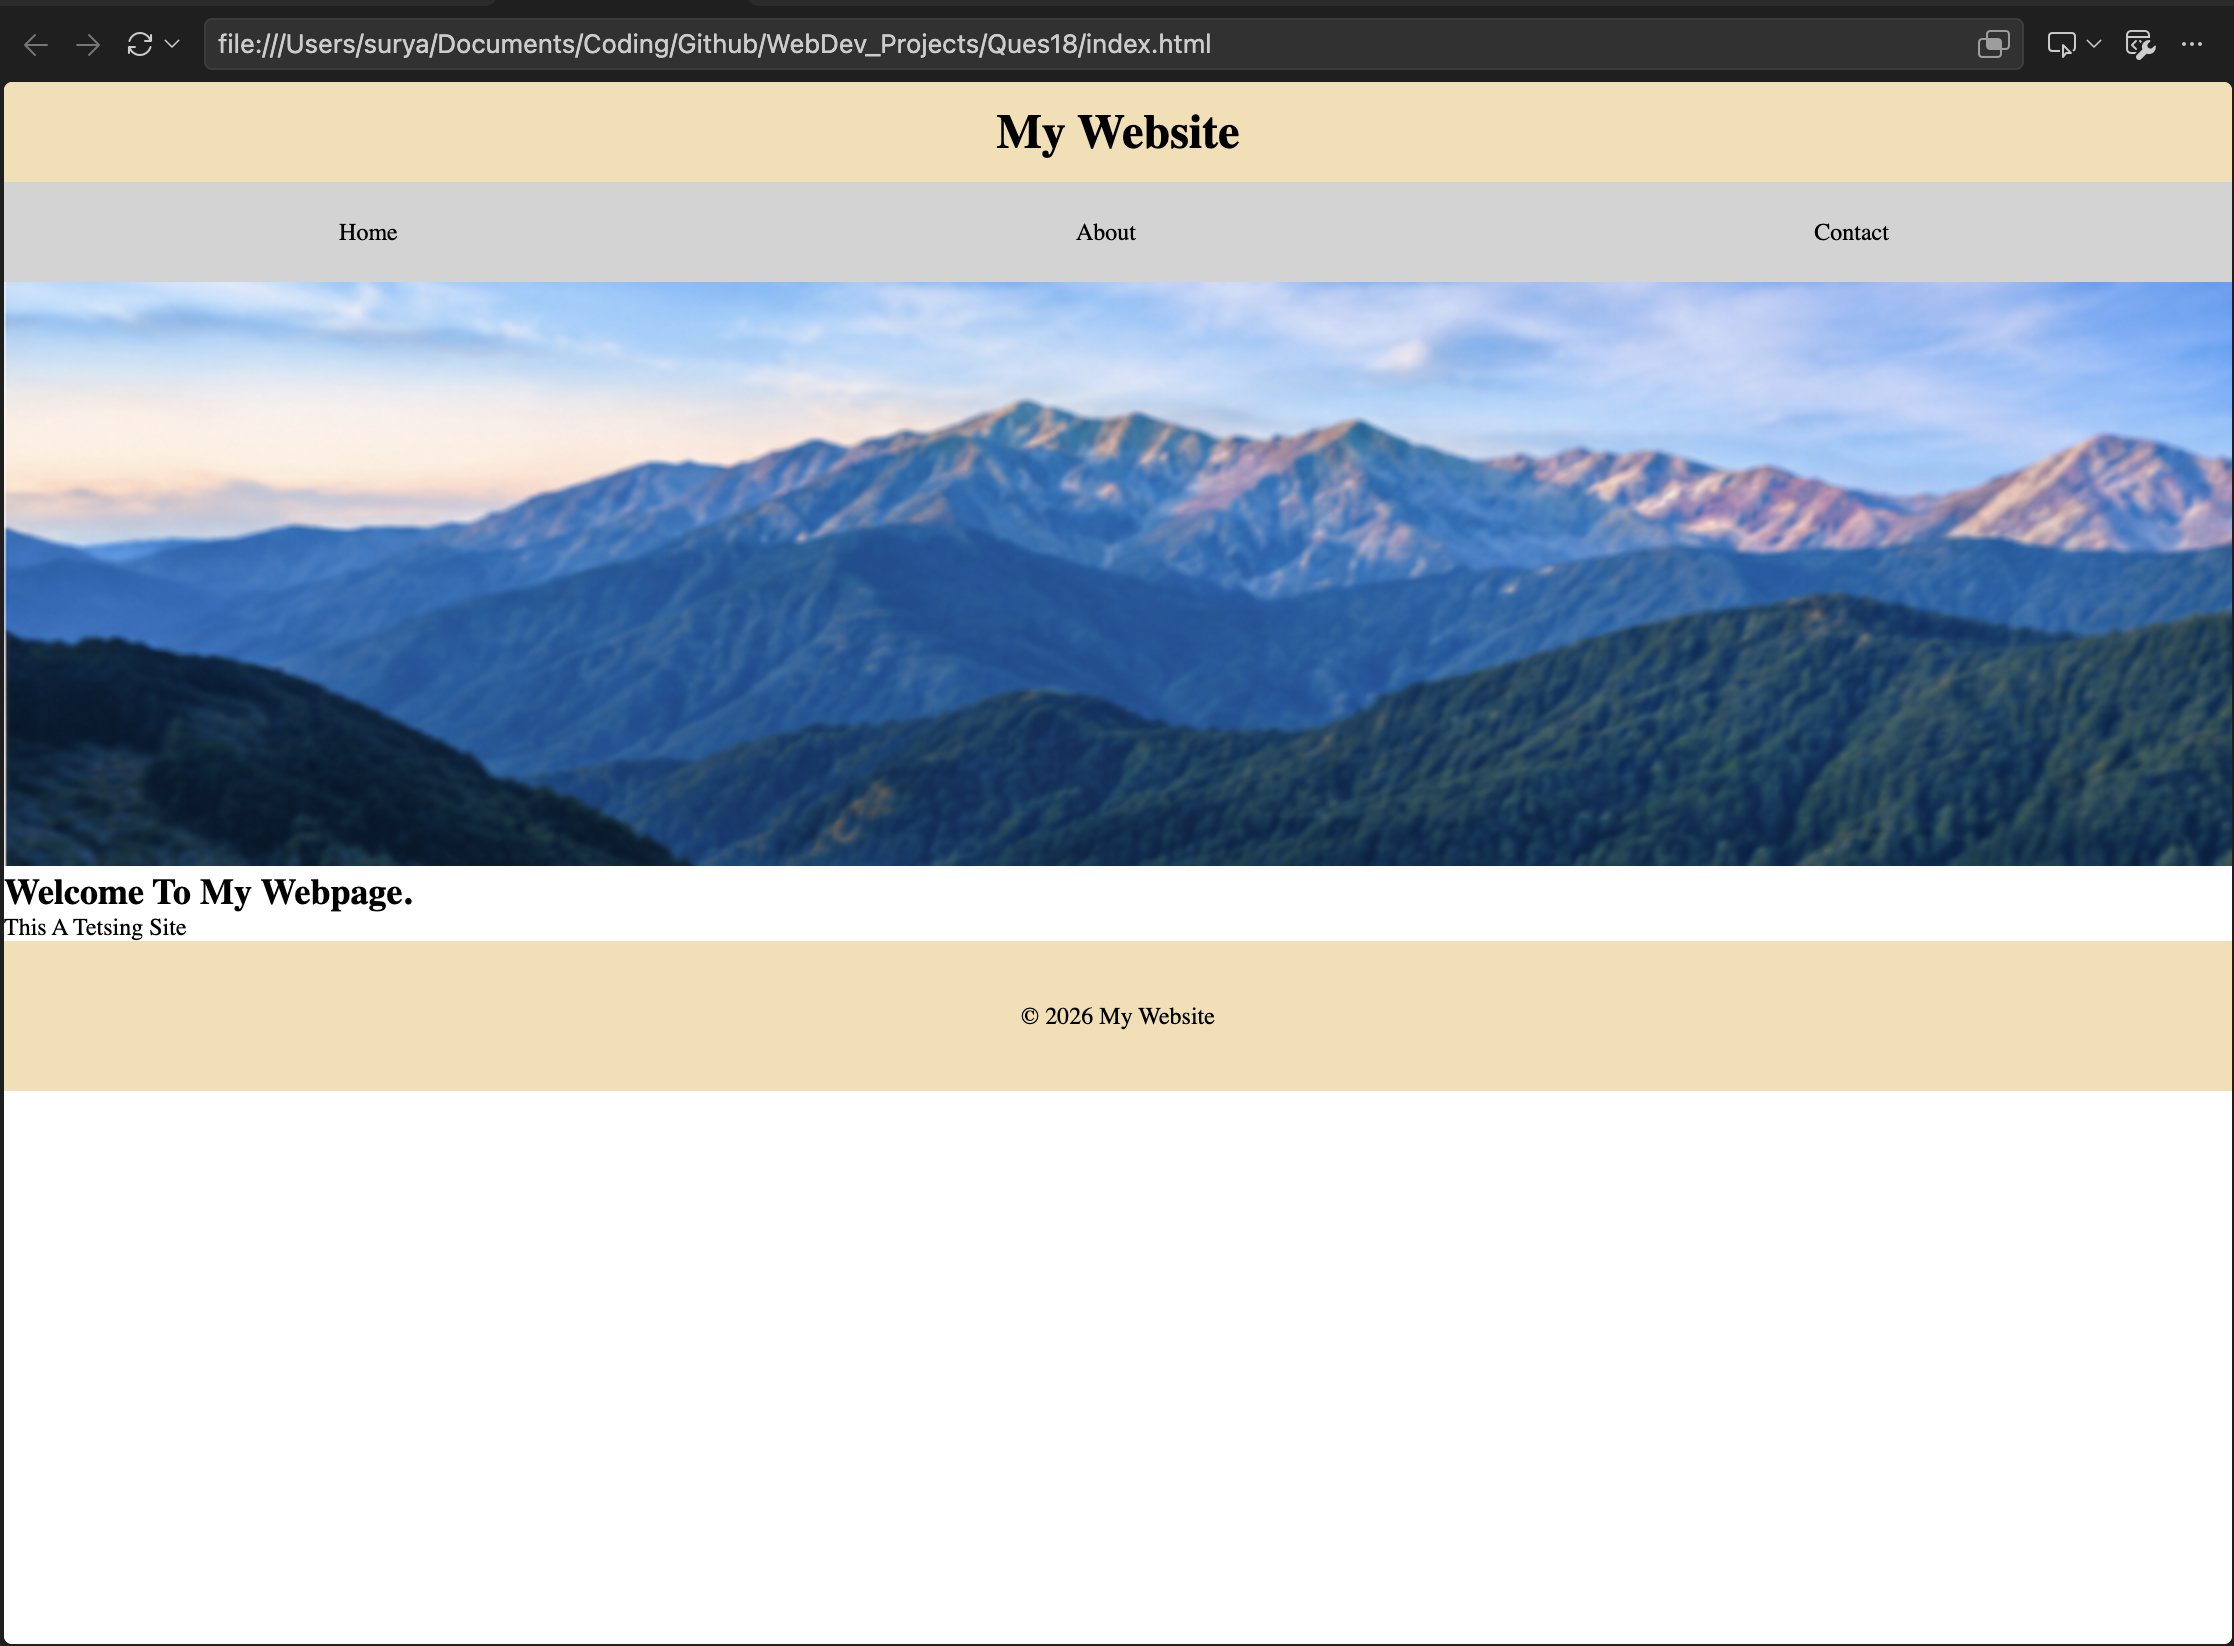 file:///Users/surya/Documents/Coding/Github/WebDev_Projects/Ques18/index.html
My Website
Home About Contact
Welcome To My Webpage.
This A Tetsing Site
© 2026 My Website